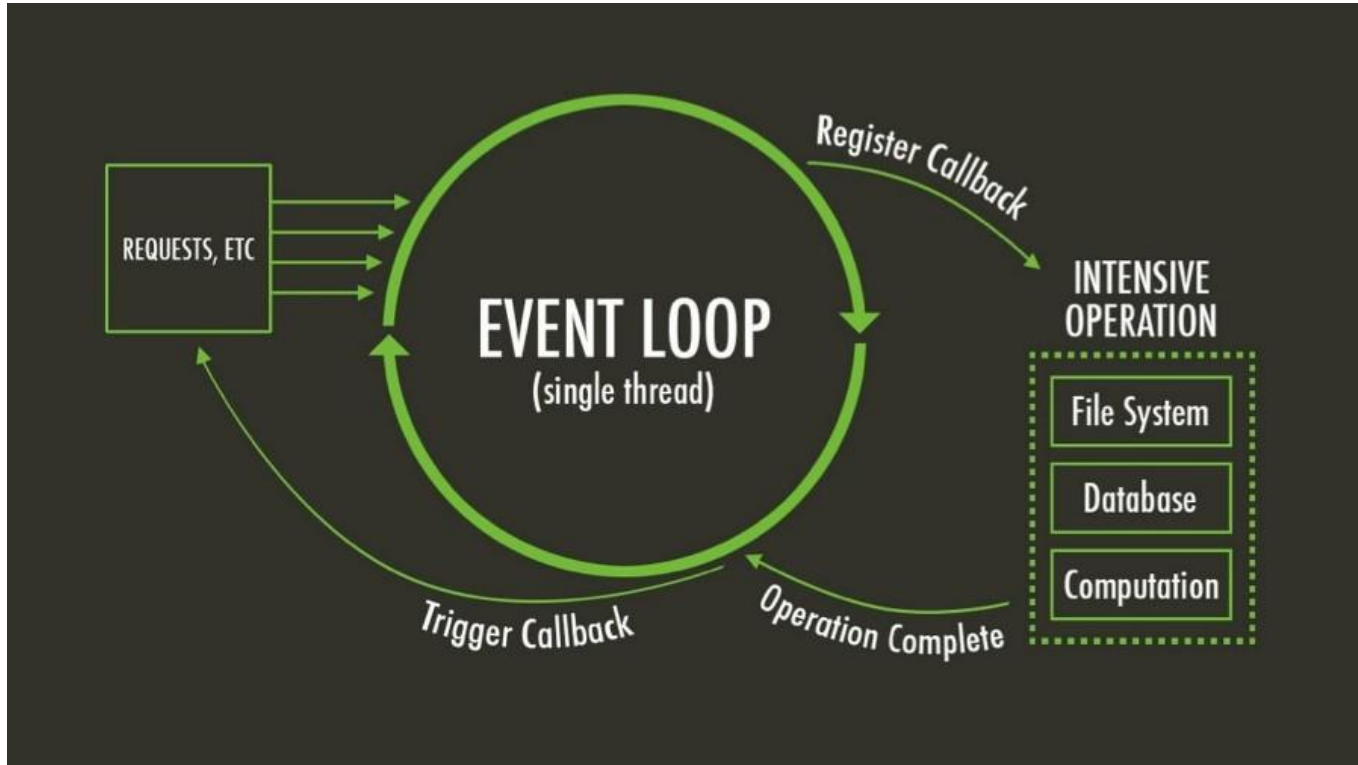 REQUESTS, ETC
EVENT LOOP
(single thread)
Register Callback
INTENSIVE
OPERATION
File System
Database
Computation
Operation Complete
Trigger Callback